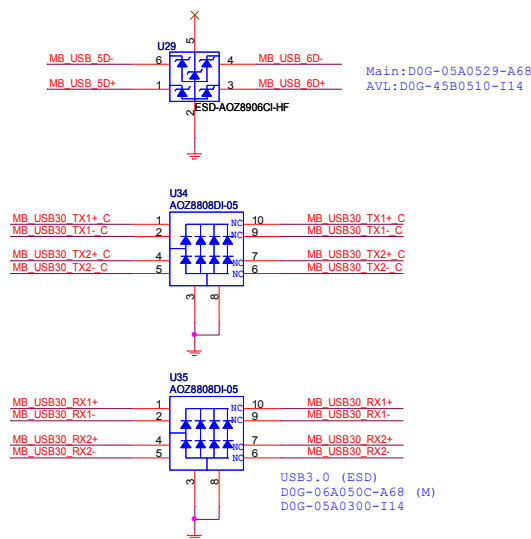 U29
5
MB_USB_5D- 6 4 MB_USB_6D-
MB_USB_5D+ 1 3 MB_USB_6D+
Main:D0G-05A0529-A68
AVL:D0G-45B0510-I14
ESD-AOZ8906CI-HF
2
U34
AOZ8808DI-05
MB_USB30_TX1+_C 1 NC 10 MB_USB30_TX1+_C
MB_USB30_TX1-_C 2 NC 9 MB_USB30_TX1-_C
MB_USB30_TX2+_C 4 NC 7 MB_USB30_TX2+_C
MB_USB30_TX2-_C 5 NC 6 MB_USB30_TX2-_C
3 8
U35
AOZ8808DI-05
MB_USB30_RX1+ 1 NC 10 MB_USB30_RX1+
MB_USB30_RX1- 2 NC 9 MB_USB30_RX1-
MB_USB30_RX2+ 4 NC 7 MB_USB30_RX2+
MB_USB30_RX2- 5 NC 6 MB_USB30_RX2-
3 8
USB3.0 (ESD)
D0G-06A050C-A68 (M)
D0G-05A0300-I14